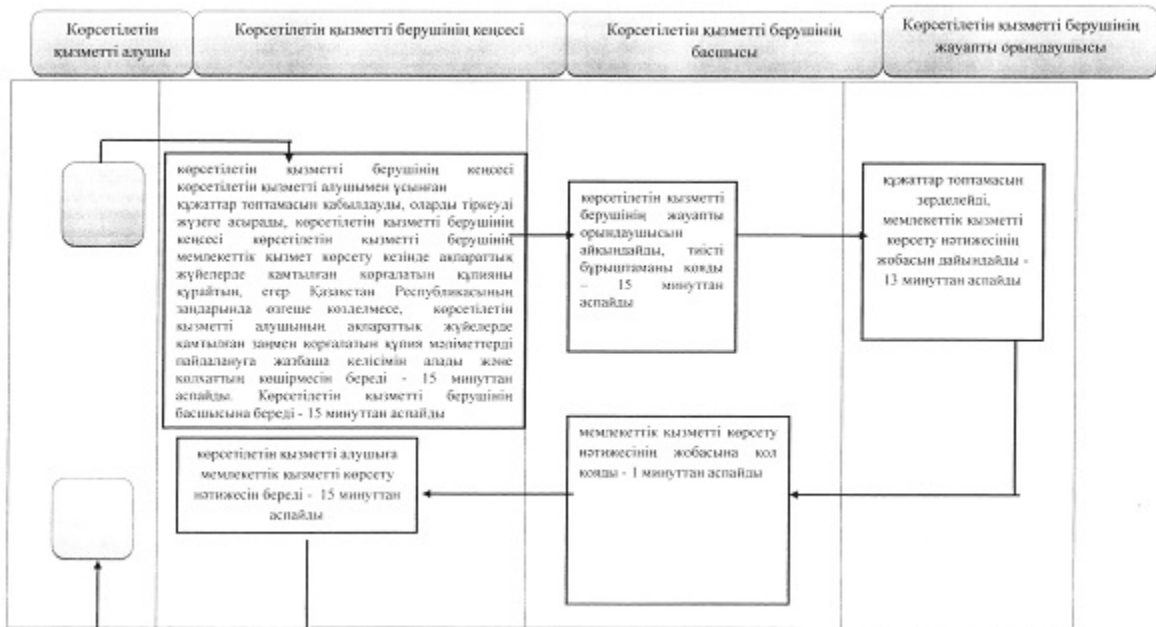 Көрсетілетін
қызметті алушы
Көрсетілетін қызметті берушінің кеңсесі
Көрсетілетін қызметті берушінің
басшысы
Көрсетілетін қызметті берушінің
жауапты орындаушысы
көрсетілетін қызметті берушінің кеңсесі
көрсетілетін қызметті алушымен ұсынған
құжаттар топтамасын қабылдауды, оларды тіркеуді
жүзеге асырады, көрсетілетін қызметті берушінің
кеңсесі көрсетілетін қызметті берушінің
мемлекеттік қызмет көрсету кезінде ақпараттық
жүйелерде қамтылған қорғалатын құпияны
құрайтын, егер Қазақстан Республикасының
заңдарында өзгеше көзделмесе, көрсетілетін
қызметті алушының ақпараттық жүйелерде
қамтылған заңмен қорғалатын құпия мәліметтерді
пайдалануға жазбаша келісімін алады және
қолхаттың көшірмесін береді - 15 минуттан
аспайды. Көрсетілетін қызметті берушінің
басшысына береді - 15 минуттан аспайды
көрсетілетін қызметті
берушінің жауапты
орындаушысын
айқындайды, тиісті
бұрыштаманы қояды
– 15 минуттан
аспайды
құжаттар топтамасын
зерделейді,
мемлекеттік қызметті
көрсету нәтижесінің
жобасын дайындайды -
13 минуттан аспайды
көрсетілетін қызметті алушыға
мемлекеттік қызметті көрсету
нәтижесін береді - 15 минуттан
аспайды
мемлекеттік қызметті көрсету
нәтижесінің жобасына қол
қояды - 1 минуттан аспайды